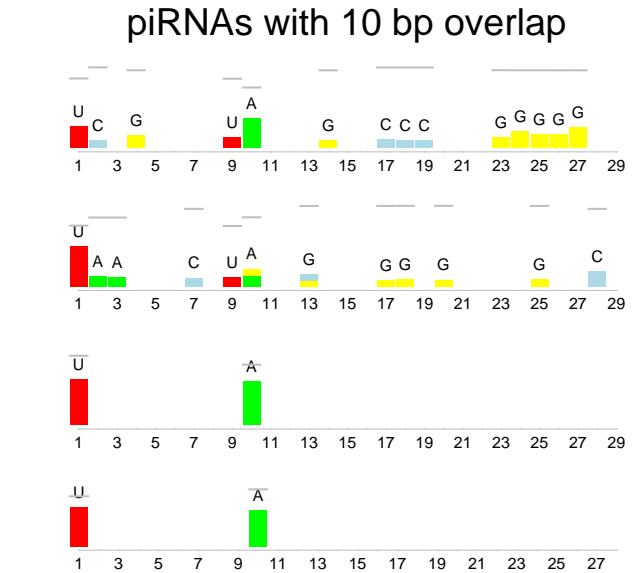 piRNAs with 10 bp overlap
U C G U A G C C C G G G G G
1 3 5 7 9 11 13 15 17 19 21 23 25 27 29
U A A C U A G G G G G C
1 3 5 7 9 11 13 15 17 19 21 23 25 27 29
U A
1 3 5 7 9 11 13 15 17 19 21 23 25 27 29
U A
1 3 5 7 9 11 13 15 17 19 21 23 25 27